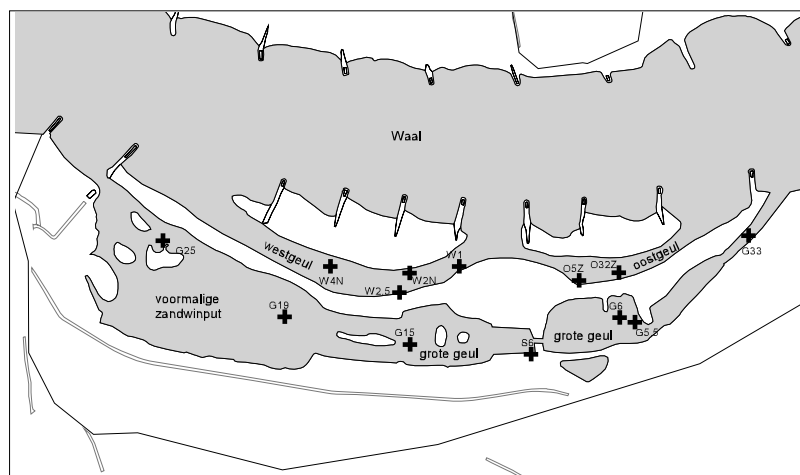 Waal
westgeul
oostgeul
W1
G25
W4N
W2N
O5Z
O32Z
G33
W2.5
voormalige
zandwinput
G19
G6
G5.5
G15
grote geul
S6
grote geul